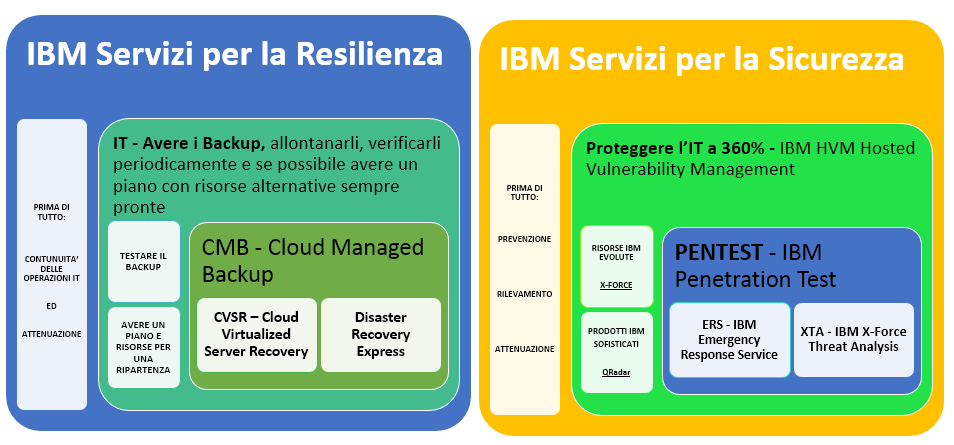 IBM Servizi per la Resilienza
PRIMA DI
TUTTO:
CONTUNUITA'
DELLE
OPERAZIONI IT
ED
ATTENUAZIONE
IT - Avere i Backup, allontanarli, verificarli
periodicamente e se possibile avere un
piano con risorse alternative sempre
pronte
TESTARE IL
BACKUP
AVERE UN
PIANO E
RISORSE PER
UNA
RIPARTENZA
CMB - Cloud Managed
Backup
CVSR – Cloud
Virtualized
Server Recovery
Disaster
Recovery
Express
IBM Servizi per la Sicurezza
PRIMA DI
TUTTO:
PREVENZIONE
RILEVAMENTO
ATTENUAZIONE
Proteggere l'IT a 360% - IBM HVM Hosted
Vulnerability Management
RISORSE IBM
EVOLUTE
X-FORCE
PRODOTTI IBM
SOFISTICATI
QRadar
PENTEST - IBM
Penetration Test
ERS - IBM
Emergency
Response Service
XTA - IBM X-Force
Threat Analysis